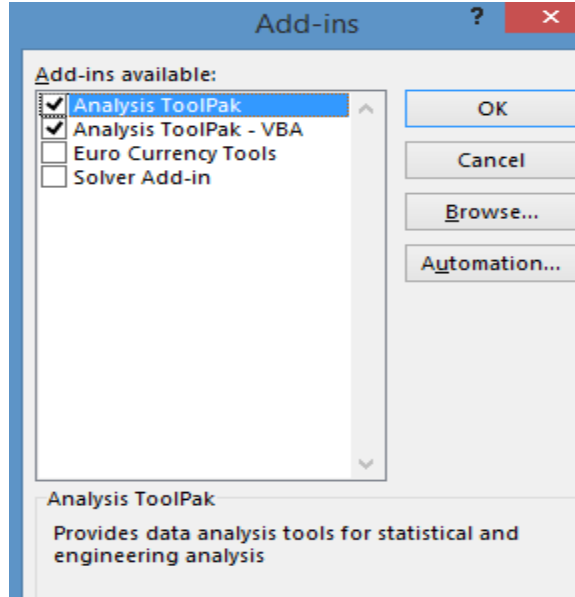 Add-ins
?
×
Add-ins available:
Analysis ToolPak
Analysis ToolPak - VBA
Euro Currency Tools
Solver Add-in
OK
Cancel
Browse...
Automation...
Analysis ToolPak
Provides data analysis tools for statistical and
engineering analysis